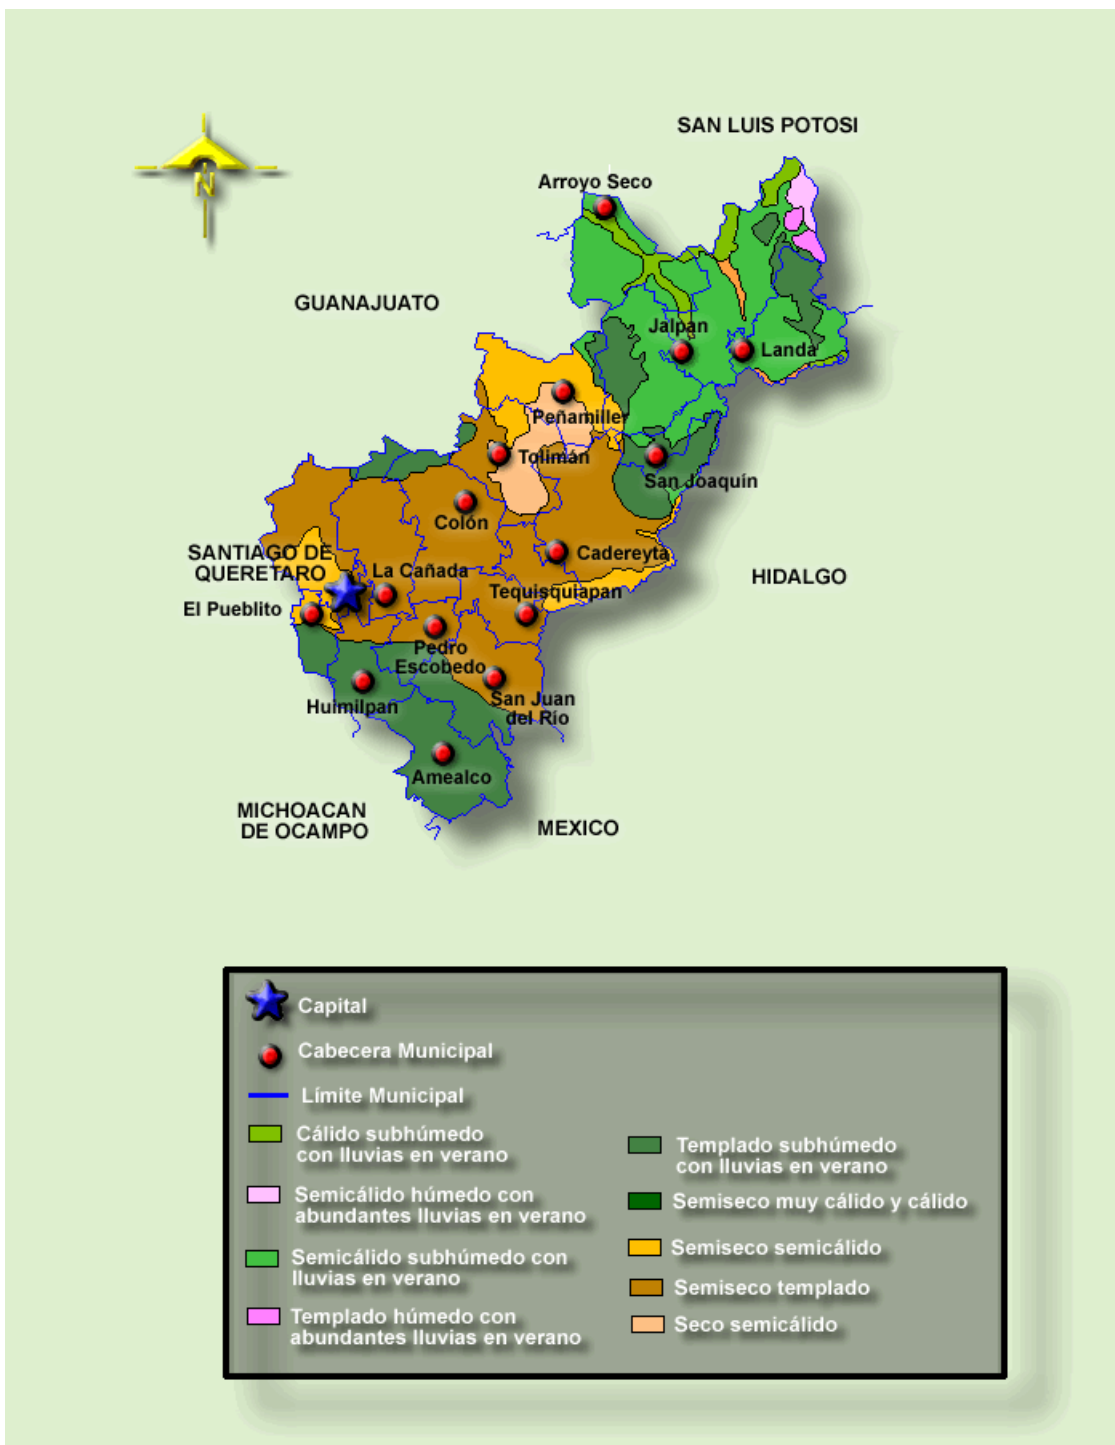 SAN LUIS POTOSI
N
Arroyo Seco
GUANAJUATO
Jalpan
Landa
Peñamiller
Tolimán
San Joaquín
Colón
SANTIAGO DE
QUERETARO
Cadereyta
La Cañada
HIDALGO
Tequisquiapan
El Pueblito
Pedro
Escobedo
San Juan
del Río
Huimilpan
Amealco
MICHOACAN
DE OCAMPO
MEXICO
Capital
Cabecera Municipal
Límite Municipal
Cálido subhúmedo
con lluvias en verano
Semicálido húmedo con
abundantes lluvias en verano
Semicálido subhúmedo con
lluvias en verano
Templado húmedo con
abundantes lluvias en verano
Templado subhúmedo
con lluvias en verano
Semiseco muy cálido y cálido
Semiseco semicálido
Semiseco templado
Seco semicálido